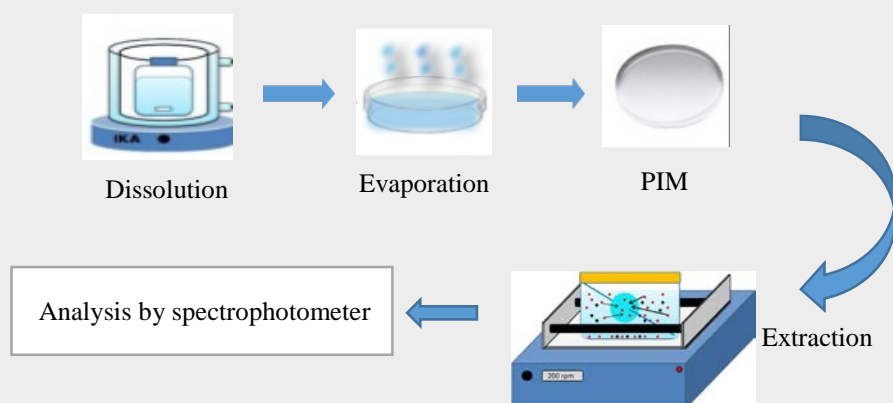 IKA
Dissolution
Evaporation
PIM
Analysis by spectrophotometer
200 rpm
Extraction